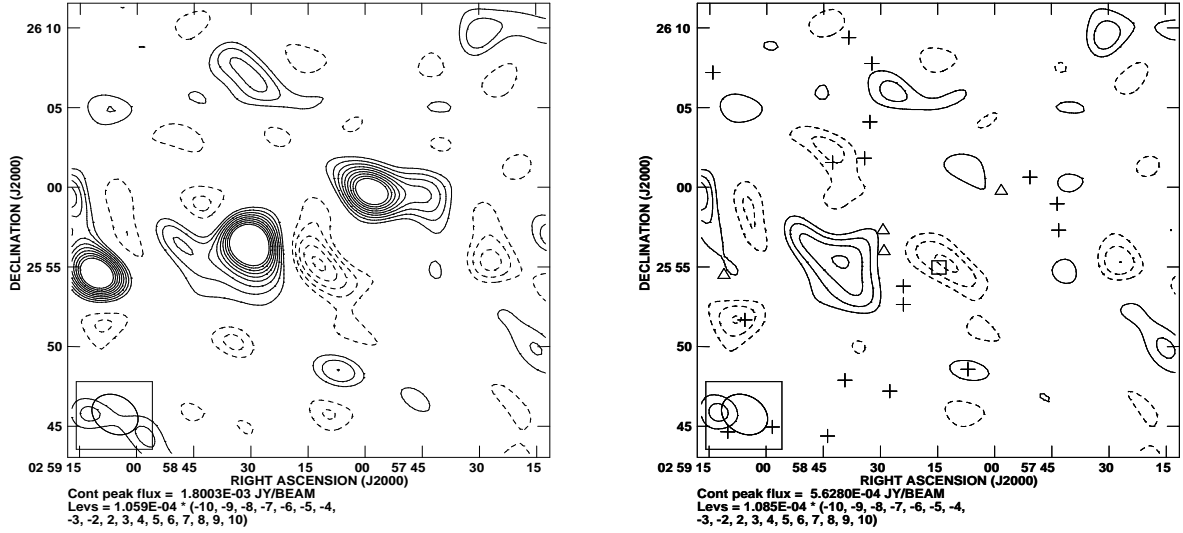 26 10
05
00
25 55
50
45
DECLINATION (J2000)
02 59 15 00 58 45 30 15 00 57 45 30 15
RIGHT ASCENSION (J2000)
Cont peak flux = 1.8003E-03 JY/BEAM
Levs = 1.059E-04 * (-10, -9, -8, -7, -6, -5, -4,
-3, -2, 2, 3, 4, 5, 6, 7, 8, 9, 10)
26 10
05
00
25 55
50
45
DECLINATION (J2000)
02 59 15 00 58 45 30 15 00 57 45 30 15
RIGHT ASCENSION (J2000)
Cont peak flux = 5.6280E-04 JY/BEAM
Levs = 1.085E-04 * (-10, -9, -8, -7, -6, -5, -4,
-3, -2, 2, 3, 4, 5, 6, 7, 8, 9, 10)